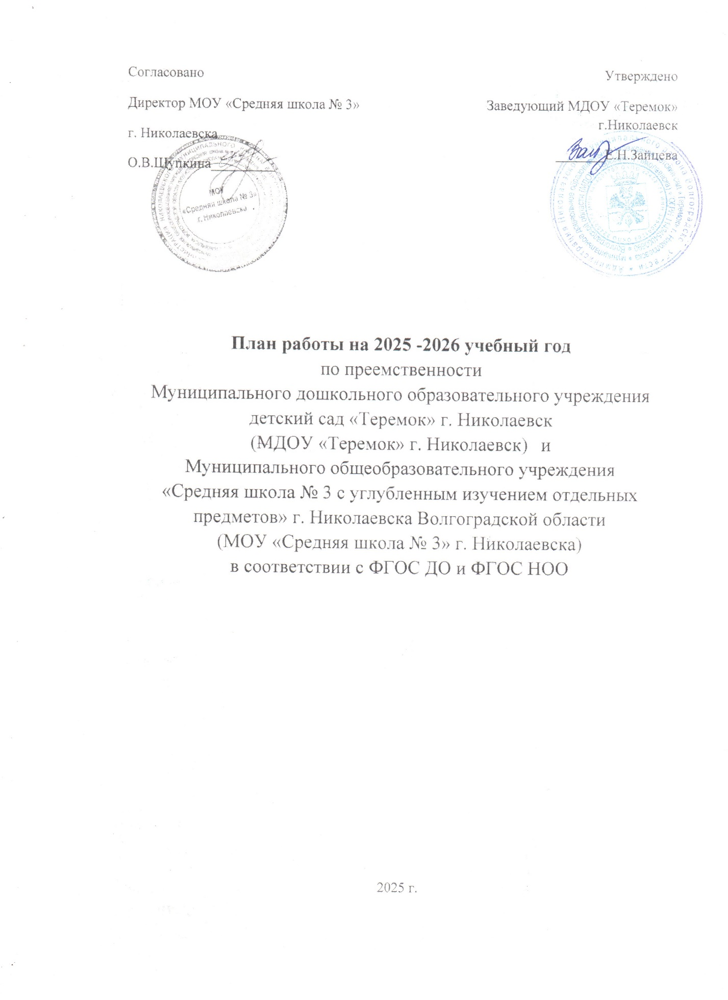 Согласовано
Директор МОУ «Средняя школа № 3»
г. Николаевска
О.В.Щупкина
МОУ
«Средняя школа № 3»
г. Николаевска
Утверждено
Заведующий МДОУ «Теремок»
г.Николаевск
Е.Н.Зайцева
План работы на 2025 -2026 учебный год
по преемственности
Муниципального дошкольного образовательного учреждения
детский сад «Теремок» г. Николаевск
(МДОУ «Теремок» г. Николаевск) и
Муниципального общеобразовательного учреждения
«Средняя школа № 3 с углубленным изучением отдельных
предметов» г. Николаевска Волгоградской области
(МОУ «Средняя школа № 3» г. Николаевска)
в соответствии с ФГОС ДО и ФГОС НОО
2025 г.